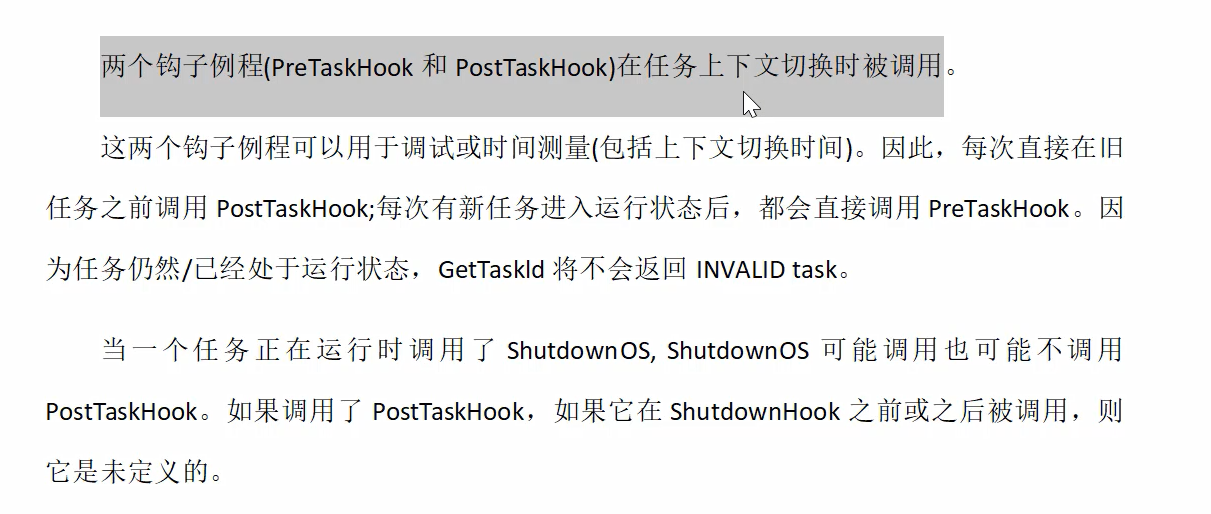 两个钩子例程(PreTaskHook 和 PostTaskHook)在任务上下文切换时被调用。
这两个钩子例程可以用于调试或时间测量(包括上下文切换时间)。因此，每次直接在旧
任务之前调用 PostTaskHook;每次有新任务进入运行状态后，都会直接调用 PreTaskHook。因
为任务仍然/已经处于运行状态，GetTaskld 将不会返回 INVALID task。
当一个任务正在运行时调用了 ShutdownOS, ShutdownOS 可能调用也可能不调用
PostTaskHook。如果调用了 PostTaskHook，如果它在 ShutdownHook 之前或之后被调用，则
它是未定义的。